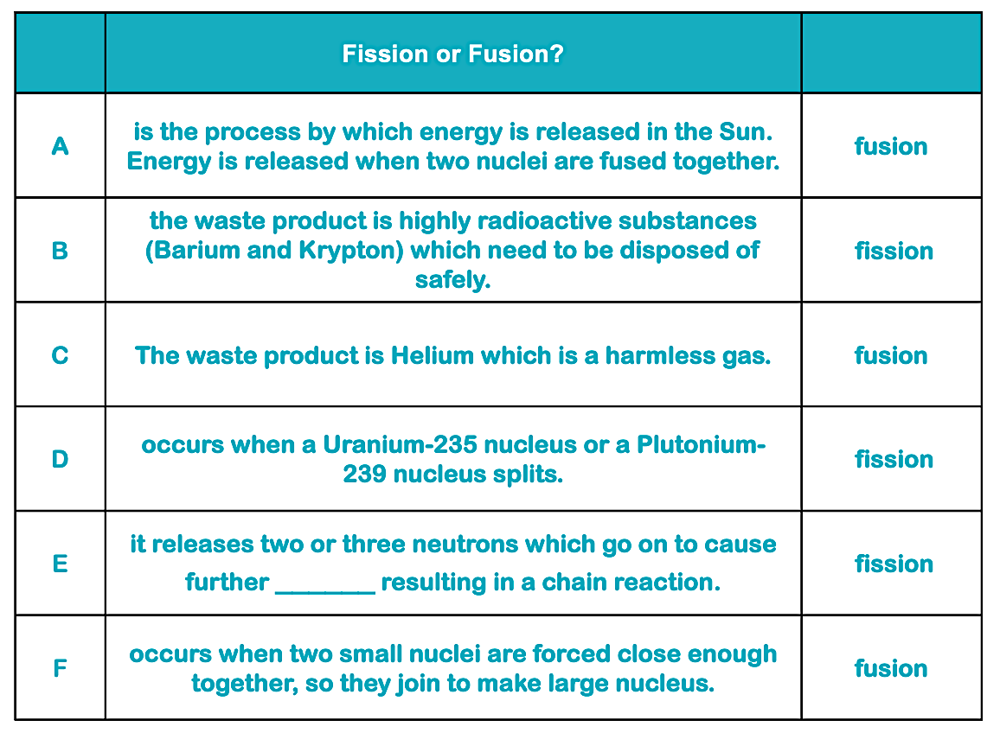 Fission or Fusion?
A
is the process by which energy is released in the Sun.
Energy is released when two nuclei are fused together.
fusion
B
the waste product is highly radioactive substances
(Barium and Krypton) which need to be disposed of
safely.
fission
C
The waste product is Helium which is a harmless gas.
fusion
D
occurs when a Uranium-235 nucleus or a Plutonium-
239 nucleus splits.
fission
E
it releases two or three neutrons which go on to cause
further ______ resulting in a chain reaction.
fission
F
occurs when two small nuclei are forced close enough
together, so they join to make large nucleus.
fusion